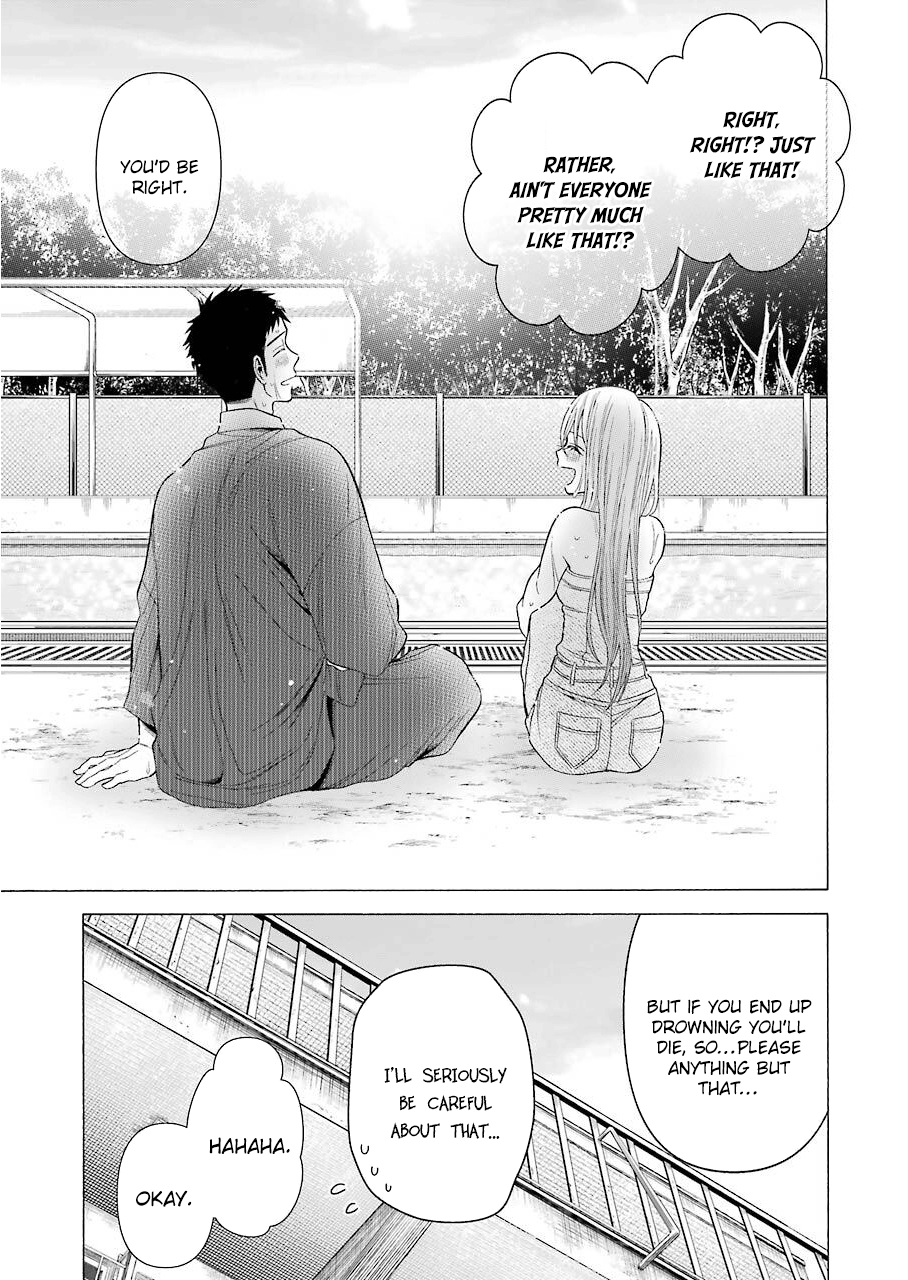 RIGHT,
RIGHT!? JUST
LIKE THAT!
RATHER,
AIN'T EVERYONE
PRETTY MUCH
LIKE THAT!?
YOU'D BE
RIGHT.
BUT IF YOU END UP
DROWNING YOU'LL
DIE, SO...PLEASE
ANYTHING BUT
THAT...
I'LL SERIOUSLY
BE CAREFUL
ABOUT THAT...
HAHAHA.
OKAY.